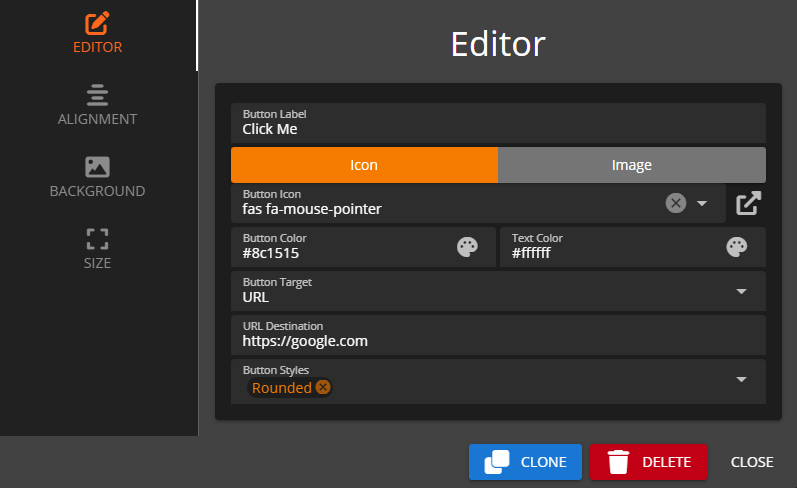 EDITOR
ALIGNMENT
BACKGROUND
SIZE
Editor
Button Label
Click Me
Icon
Image
Button Icon
fas fa-mouse-pointer
Button Color
#8c1515
Text Color
#ffffff
Button Target
URL
URL Destination
https://google.com
Button Styles
Rounded
CLONE
DELETE
CLOSE